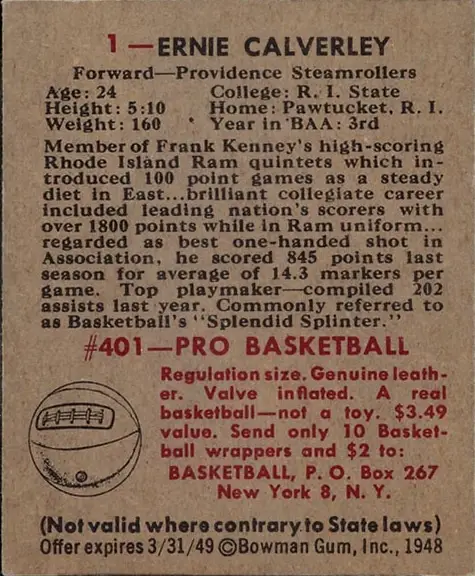 1—ERNIE CALVERLEY
Forward—Providence Steamrollers
Age: 24 College: R. I. State
Height: 5:10 Home: Pawtucket, R. I.
Weight: 160 Year in BAA: 3rd
Member of Frank Kenney's high-scoring
Rhode Island Ram quintets which in-
troduced 100 point games as a steady
diet in East...brilliant collegiate career
included leading nation's scorers with
over 1800 points while in Ram uniform...
regarded as best one-handed shot in
Association, he scored 845 points last
season for average of 14.3 markers per
game. Top playmaker—compiled 202
assists last year. Commonly referred to
as Basketball's "Splendid Splinter."
#401—PRO BASKETBALL
Regulation size. Genuine leath-
er. Valve inflated. A real
basketball—not a toy. $3.49
value. Send only 10 Basket-
ball wrappers and $2 to:
BASKETBALL, P. O. Box 267
New York 8, N. Y.
(Not valid where contrary to State laws)
Offer expires 3/31/49 ©Bowman Gum, Inc., 1948